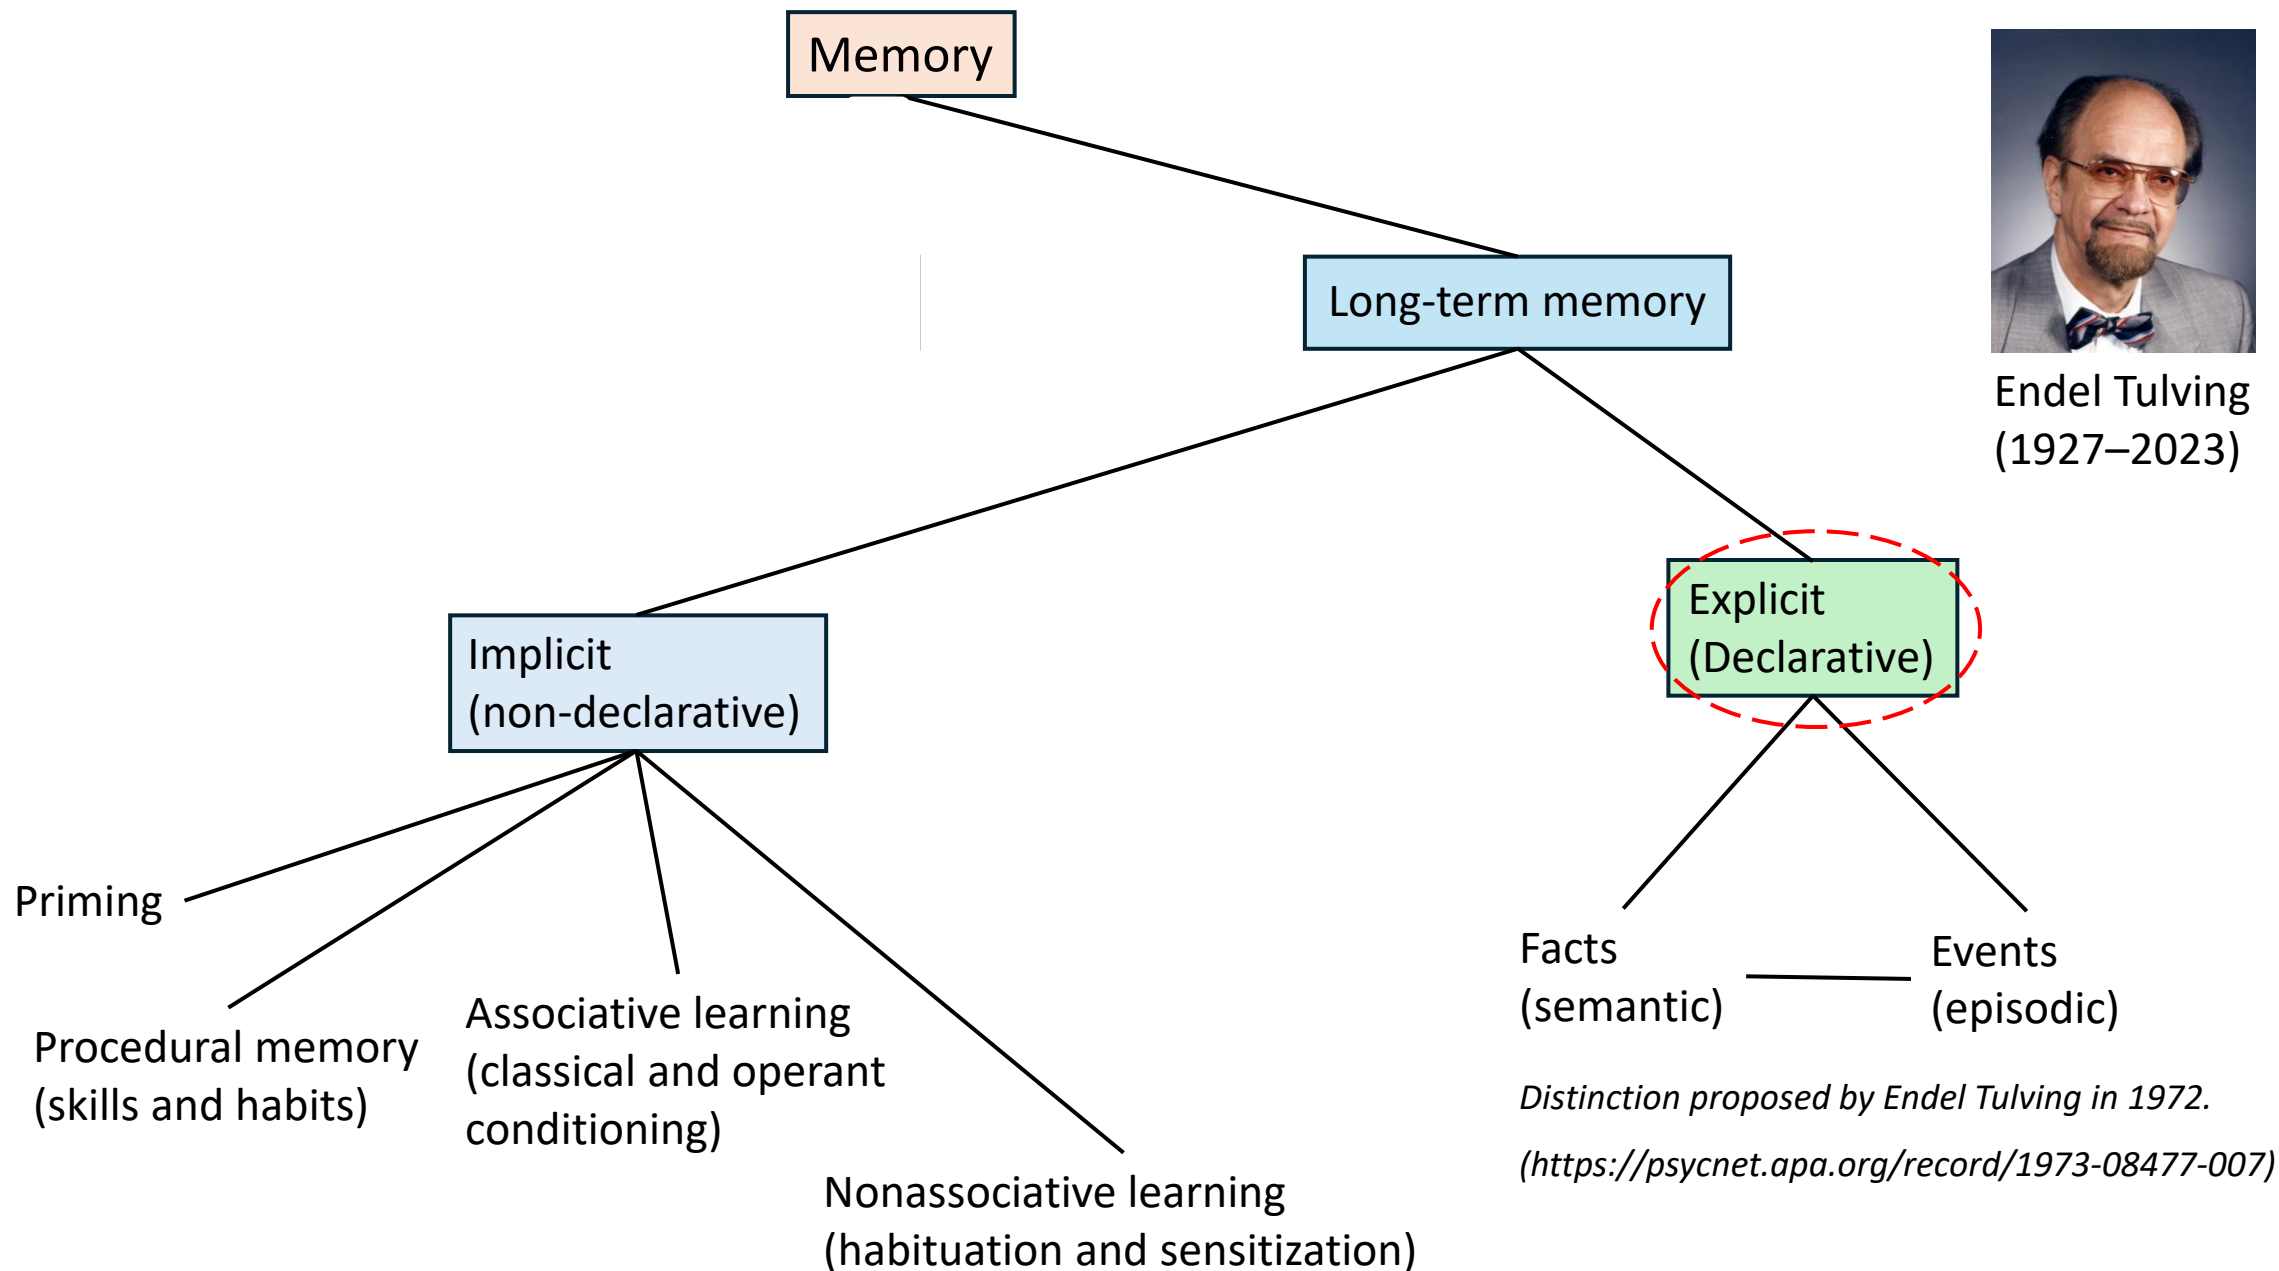 Memory
Long-term memory
Endel Tulving
(1927–2023)
Explicit
(Declarative)
Implicit
(non-declarative)
Priming
Procedural memory
(skills and habits)
Associative learning
(classical and operant
conditioning)
Nonassociative learning
(habituation and sensitization)
Facts
(semantic)
Events
(episodic)
Distinction proposed by Endel Tulving in 1972.
(https://psycnet.apa.org/record/1973-08477-007)